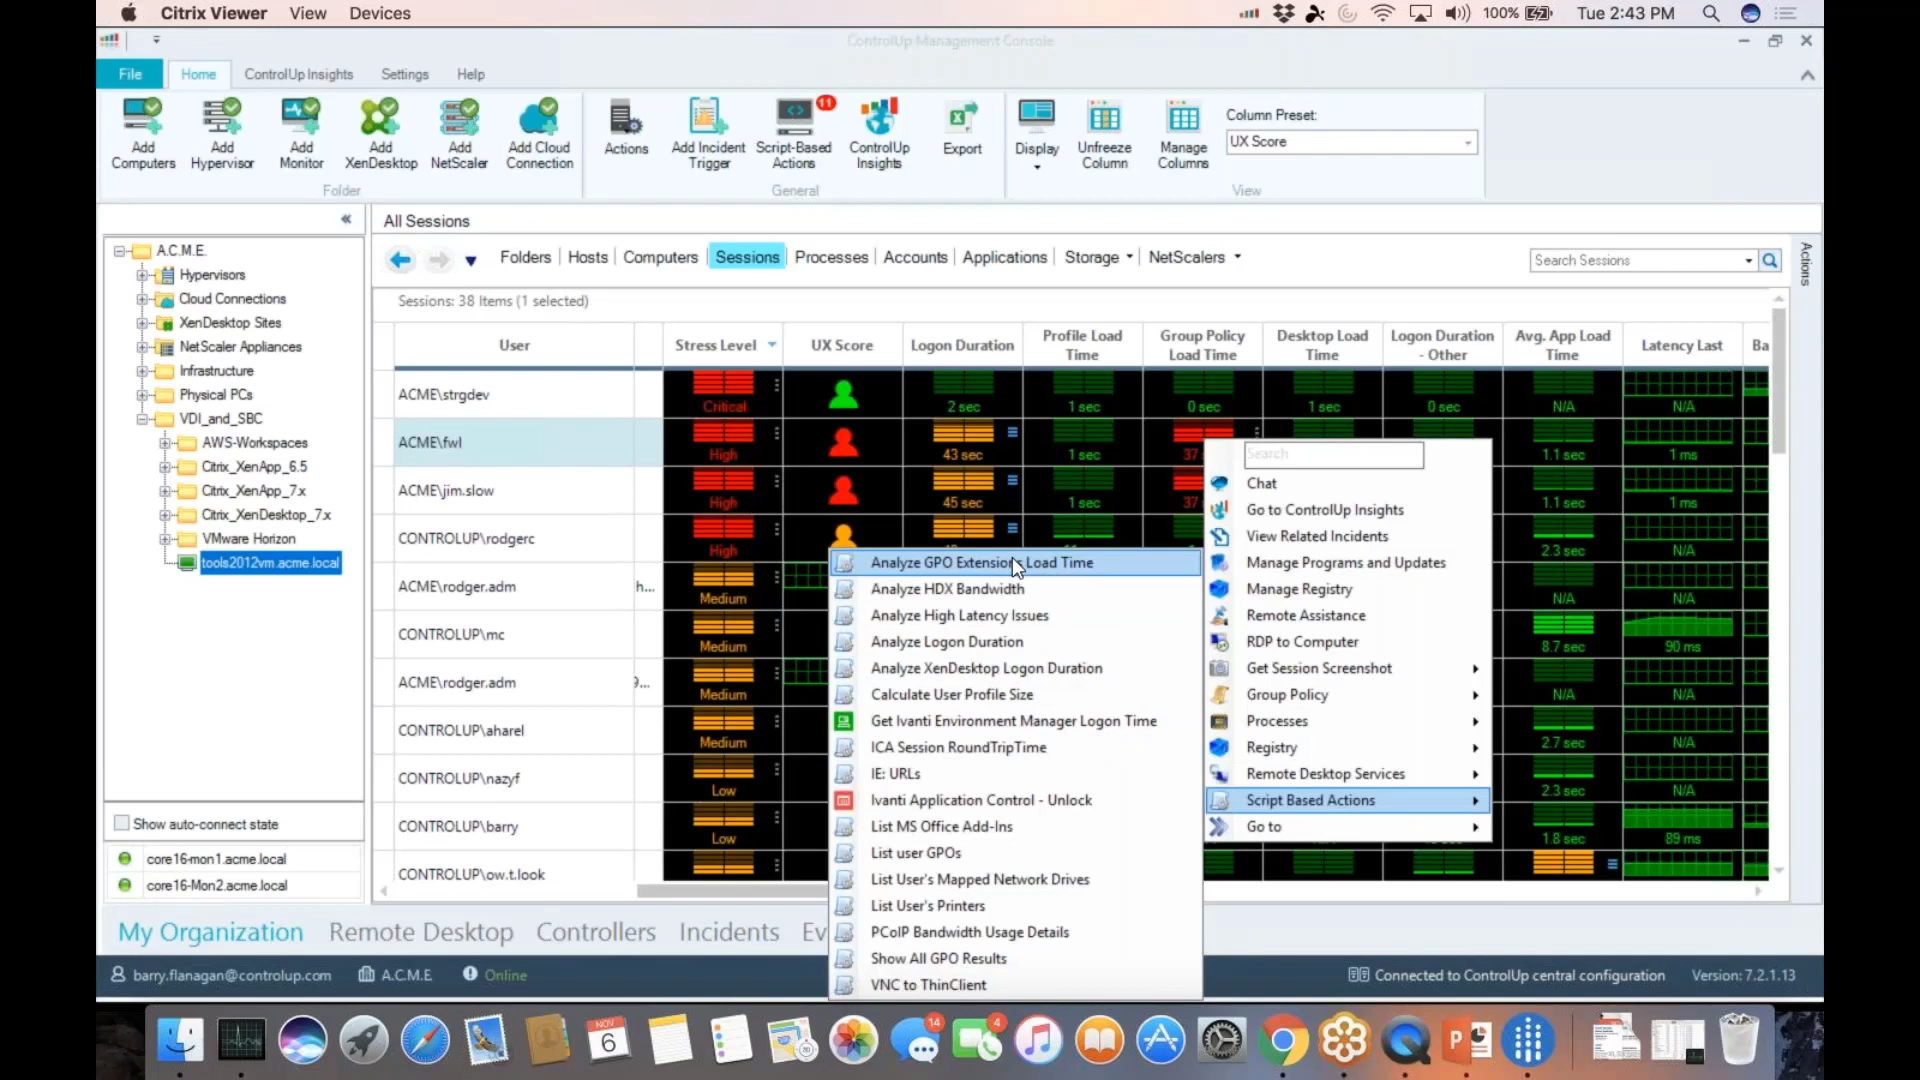 Citrix Viewer View Devices
100% Tue 2:43 PM
ControlUp Management Console
File Home ControlUp Insights Settings Help
Add Computers
Add Hypervisor
Add Monitor
Add XenDesktop
Add NetScaler
Add Cloud Connection
Folder
Actions
Add Incident Trigger
11
Script-Based Actions
ControlUp Insights
Export
General
Display
Unfreeze Column
Manage Columns
Column Preset:
UX Score
View
A.C.M.E.
Hypervisors
Cloud Connections
XenDesktop Sites
NetScaler Appliances
Infrastructure
Physical PCs
VDI_and_SBC
AWS-Workspaces
Citrix_XenApp_6.5
Citrix_XenApp_7.x
Citrix_XenDesktop_7.x
VMware Horizon
tools2012vm.acme.local
Show auto-connect state
core16-mon1.acme.local
core16-Mon2.acme.local
All Sessions
Folders Hosts Computers Sessions Processes Accounts Applications Storage NetScalers
Search Sessions
Actions
Sessions: 38 Items (1 selected)
User Stress Level UX Score Logon Duration Profile Load Time Group Policy Load Time Desktop Load Time Logon Duration - Other Avg. App Load Time Latency Last Ba
ACME\strgdev Critical 2 sec 1 sec 0 sec 1 sec 0 sec N/A N/A
ACME\fwl High 43 sec 1 sec 37 1.1 sec 1 ms
ACME\jim.slow High 45 sec 1 sec 37 1.1 sec 1 ms
CONTROLUP\rodgerc High 2.3 sec N/A
ACME\rodger.adm h... Medium N/A N/A
CONTROLUP\mc Medium 8.7 sec 90 ms
ACME\rodger.adm 9... Medium N/A N/A
CONTROLUP\aharel Medium 2.7 sec N/A
CONTROLUP\nazyf Low 2.3 sec N/A
CONTROLUP\barry Low 1.8 sec 89 ms
CONTROLUP\ow.t.look
Search
Chat
Go to ControlUp Insights
View Related Incidents
Manage Programs and Updates
Manage Registry
Remote Assistance
RDP to Computer
Get Session Screenshot
Group Policy
Processes
Registry
Remote Desktop Services
Script Based Actions
Go to
Analyze GPO Extensions Load Time
Analyze HDX Bandwidth
Analyze High Latency Issues
Analyze Logon Duration
Analyze XenDesktop Logon Duration
Calculate User Profile Size
Get Ivanti Environment Manager Logon Time
ICA Session RoundTripTime
IE: URLs
Ivanti Application Control - Unlock
List MS Office Add-Ins
List user GPOs
List User's Mapped Network Drives
List User's Printers
PCoIP Bandwidth Usage Details
Show All GPO Results
VNC to ThinClient
My Organization Remote Desktop Controllers Incidents Ev
barry.flanagan@controlup.com A.C.M.E. Online
Connected to ControlUp central configuration Version: 7.2.1.13
NOV
6
14
4